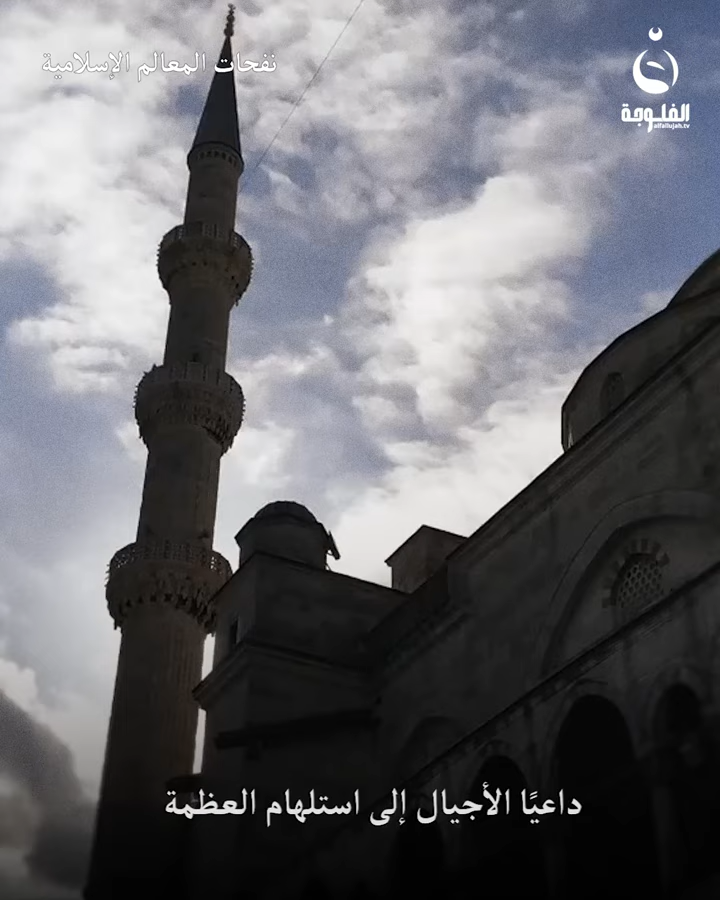 نفحات المعالم الإسلامية
الفلوجة
alfallujah.tv
داعيًا الأجيال إلى استلهام العظمة